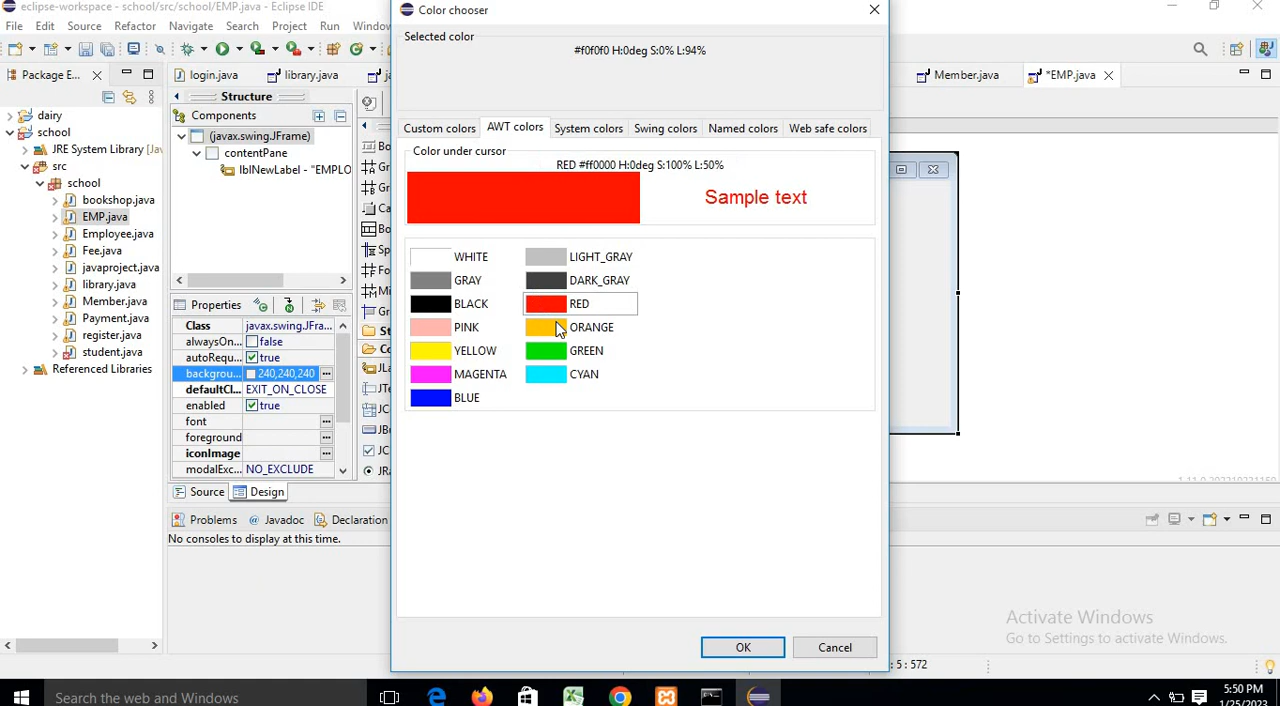 eclipse-workspace - school/src/school/EMP.java - Eclipse IDE
File Edit Source Refactor Navigate Search Project Run Window
Package E...
dairy
school
JRE System Library [Jav
src
school
bookshop.java
EMP.java
Employee.java
Fee.java
javaproject.java
library.java
Member.java
Payment.java
register.java
student.java
Referenced Libraries
login.java
library.java
Member.java
*EMP.java
Structure
Components
(javax.swing.JFrame)
contentPane
lblNewLabel - "EMPLO
Properties
Class javax.swing.JFra...
alwaysOn... false
autoRequ... true
backgrou... 240,240,240
defaultCl... EXIT_ON_CLOSE
enabled true
font
foreground
iconImage
modalExc... NO_EXCLUDE
Source Design
Problems @ Javadoc Declaration
No consoles to display at this time.
Color chooser
Selected color
#f0f0f0 H:0deg S:0% L:94%
Custom colors AWT colors System colors Swing colors Named colors Web safe colors
Color under cursor
RED #ff0000 H:0deg S:100% L:50%
Sample text
WHITE LIGHT_GRAY
GRAY DARK_GRAY
BLACK RED
PINK ORANGE
YELLOW GREEN
MAGENTA CYAN
BLUE
OK Cancel
Activate Windows
Go to Settings to activate Windows.
: 5 : 572
Search the web and Windows
5:50 PM
1/25/2023